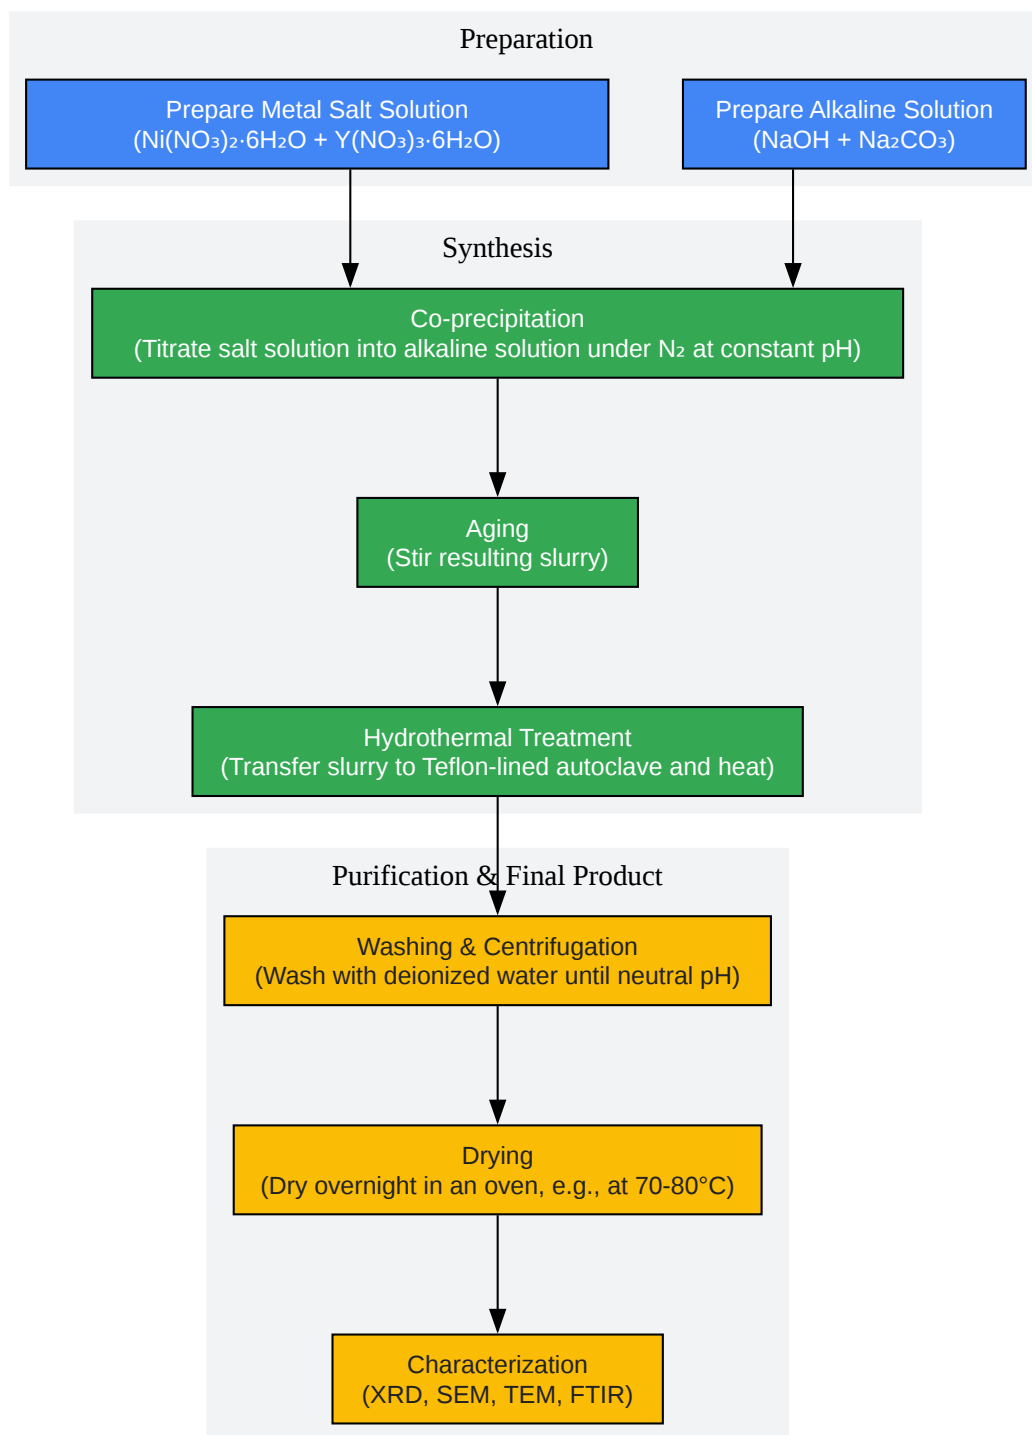 Preparation
Prepare Metal Salt Solution
(Ni(NO₃)₂·6H₂O + Y(NO₃)₃·6H₂O)
Prepare Alkaline Solution
(NaOH + Na₂CO₃)
Synthesis
Co-precipitation
(Titrate salt solution into alkaline solution under N₂ at constant pH)
Aging
(Stir resulting slurry)
Hydrothermal Treatment
(Transfer slurry to Teflon-lined autoclave and heat)
Purification & Final Product
Washing & Centrifugation
(Wash with deionized water until neutral pH)
Drying
(Dry overnight in an oven, e.g., at 70-80°C)
Characterization
(XRD, SEM, TEM, FTIR)